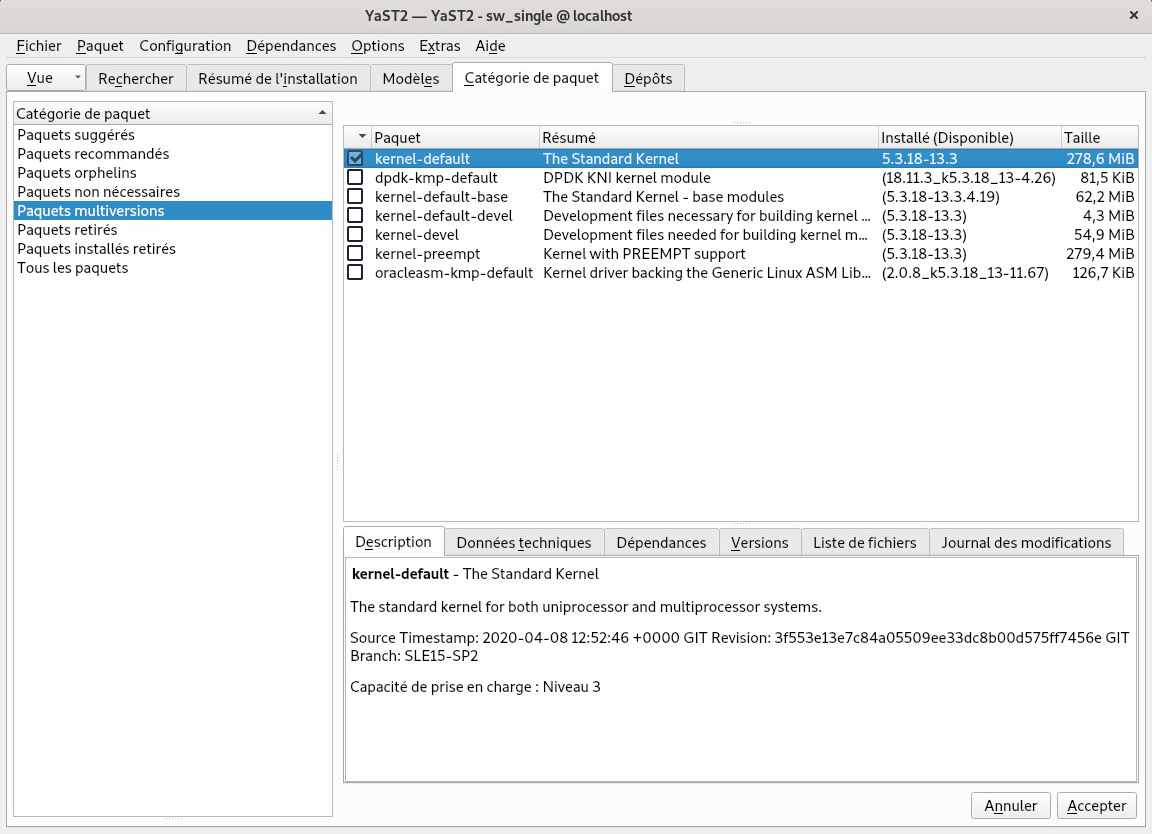 YaST2 — YaST2 - sw_single @ localhost
Fichier Paquet Configuration Dépendances Options Extras Aide
Vue Rechercher Résumé de l'installation Modèles Catégorie de paquet Dépôts
Catégorie de paquet
Paquets suggérés
Paquets recommandés
Paquets orphelins
Paquets non nécessaires
Paquets multiversions
Paquets retirés
Paquets installés retirés
Tous les paquets
Paquet Résumé Installé (Disponible) Taille
kernel-default The Standard Kernel 5.3.18-13.3 278,6 MiB
dpdk-kmp-default DPDK KNI kernel module (18.11.3_k5.3.18_13-4.26) 81,5 KiB
kernel-default-base The Standard Kernel - base modules (5.3.18-13.3.4.19) 62,2 MiB
kernel-default-devel Development files necessary for building kernel ... (5.3.18-13.3) 4,3 MiB
kernel-devel Development files needed for building kernel m... (5.3.18-13.3) 54,9 MiB
kernel-preempt Kernel with PREEMPT support (5.3.18-13.3) 279,4 MiB
oracleasm-kmp-default Kernel driver backing the Generic Linux ASM Lib... (2.0.8_k5.3.18_13-11.67) 126,7 KiB
Description Données techniques Dépendances Versions Liste de fichiers Journal des modifications
kernel-default - The Standard Kernel
The standard kernel for both uniprocessor and multiprocessor systems.
Source Timestamp: 2020-04-08 12:52:46 +0000 GIT Revision: 3f553e13e7c84a05509ee33dc8b00d575ff7456e GIT
Branch: SLE15-SP2
Capacité de prise en charge : Niveau 3
Annuler Accepter